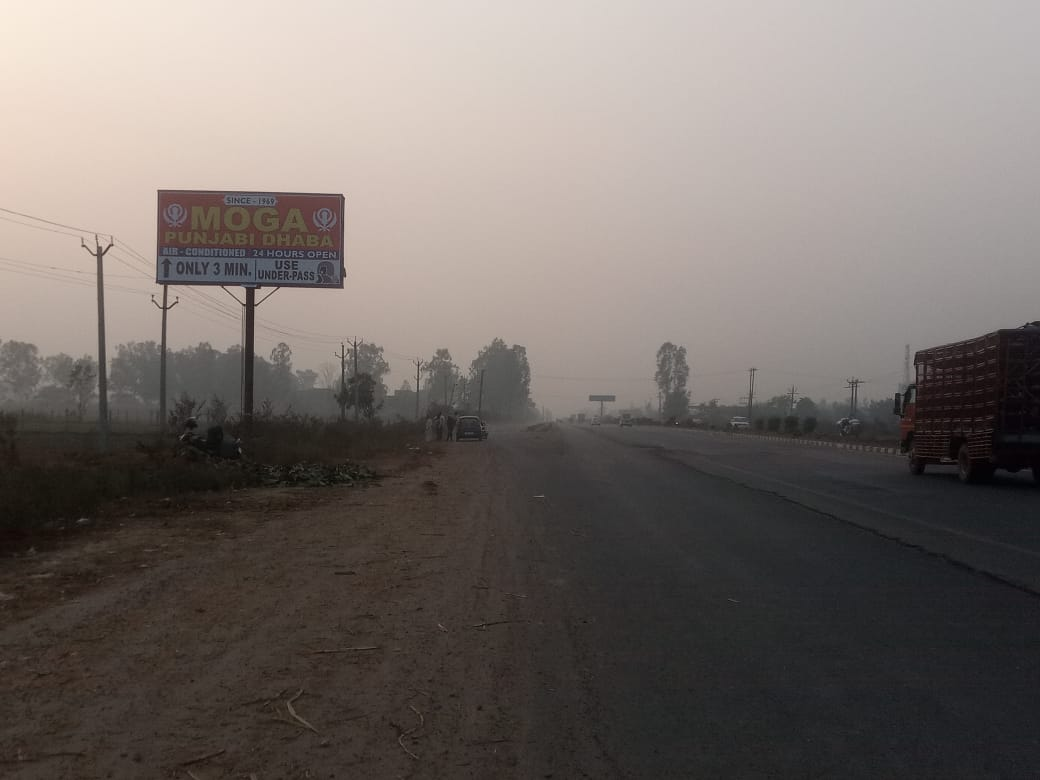 SINCE - 1969
MOGA
PUNJABI DHABA
AIR - CONDITIONED 24 HOURS OPEN
ONLY 3 MIN. USE
UNDER-PASS